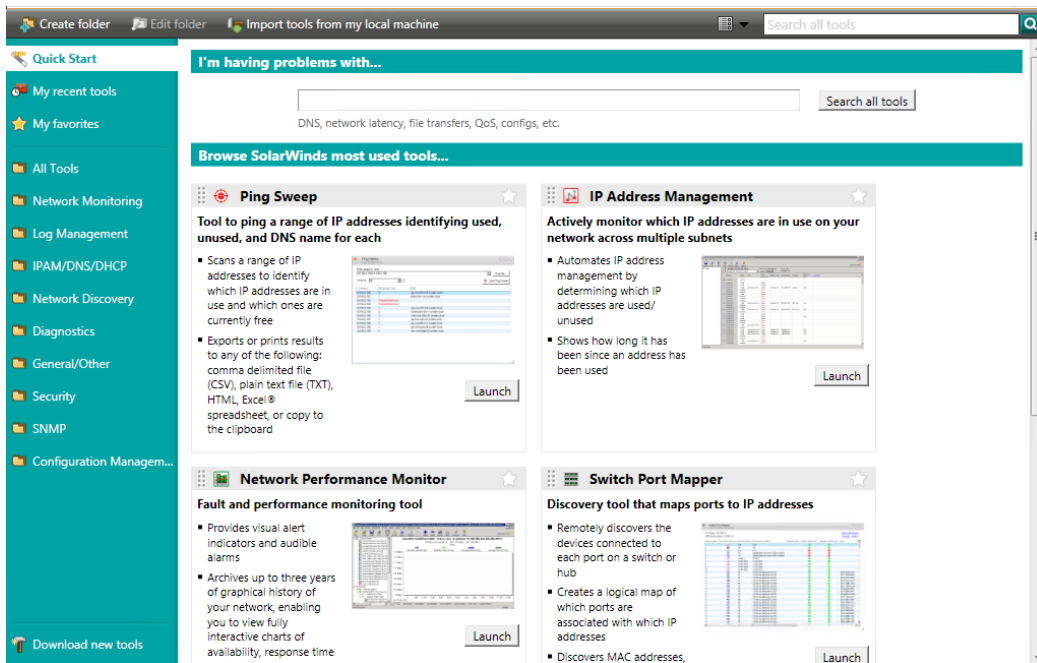 Create folder
Edit folder
Import tools from my local machine
Search all tools
Quick Start
My recent tools
My favorites
All Tools
Network Monitoring
Log Management
IPAM/DNS/DHCP
Network Discovery
Diagnostics
General/Other
Security
SNMP
Configuration Managem...
Download new tools
I'm having problems with...
Search all tools
DNS, network latency, file transfers, QoS, configs, etc.
Browse SolarWinds most used tools...
Ping Sweep
Tool to ping a range of IP addresses identifying used,
unused, and DNS name for each
Scans a range of IP
addresses to identify
which IP addresses are in
use and which ones are
currently free
Exports or prints results
to any of the following:
comma delimited file
(CSV), plain text file (TXT),
HTML, Excel®
spreadsheet, or copy to
the clipboard
Launch
IP Address Management
Actively monitor which IP addresses are in use on your
network across multiple subnets
Automates IP address
management by
determining which IP
addresses are used/
unused
Shows how long it has
been since an address has
been used
Launch
Network Performance Monitor
Fault and performance monitoring tool
Provides visual alert
indicators and audible
alarms
Archives up to three years
of graphical history of
your network, enabling
you to view fully
interactive charts of
availability, response time
Launch
Switch Port Mapper
Discovery tool that maps ports to IP addresses
Remotely discovers the
devices connected to
each port on a switch or
hub
Creates a logical map of
which ports are
associated with which IP
addresses
Discovers MAC addresses,
Launch